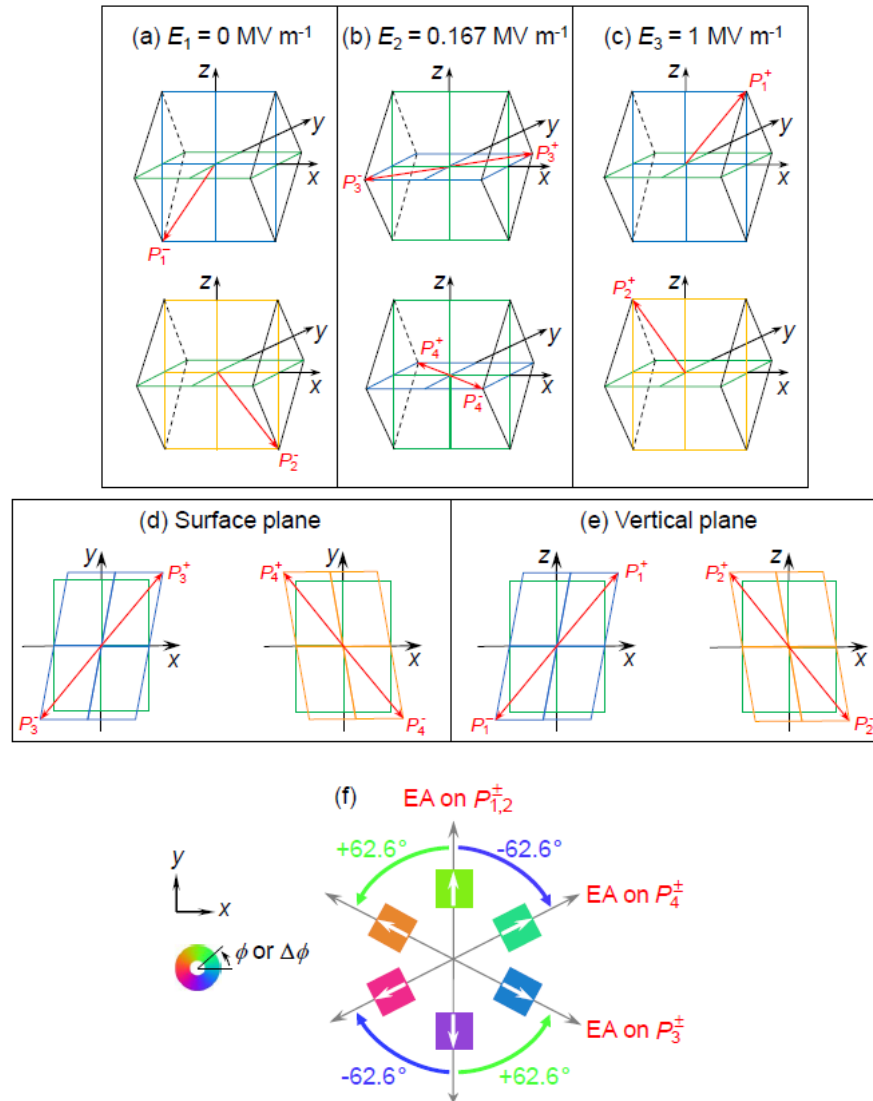 (a) E₁ = 0 MV m⁻¹
(b) E₂ = 0.167 MV m⁻¹
(c) E₃ = 1 MV m⁻¹
z
y
x
P₁⁻
z
y
x
P₃⁺
P₃⁻
z
y
x
P₁⁺
z
y
x
P₂⁻
z
y
x
P₄⁺
P₄⁻
z
y
x
P₂⁺
(d) Surface plane
(e) Vertical plane
y
x
P₃⁺
P₃⁻
y
x
P₄⁺
P₄⁻
z
x
P₁⁺
P₁⁻
z
x
P₂⁺
P₂⁻
(f)
EA on P₁,₂±
+62.6°
-62.6°
y
x
EA on P₄±
ϕ or Δϕ
EA on P₃±
-62.6°
+62.6°